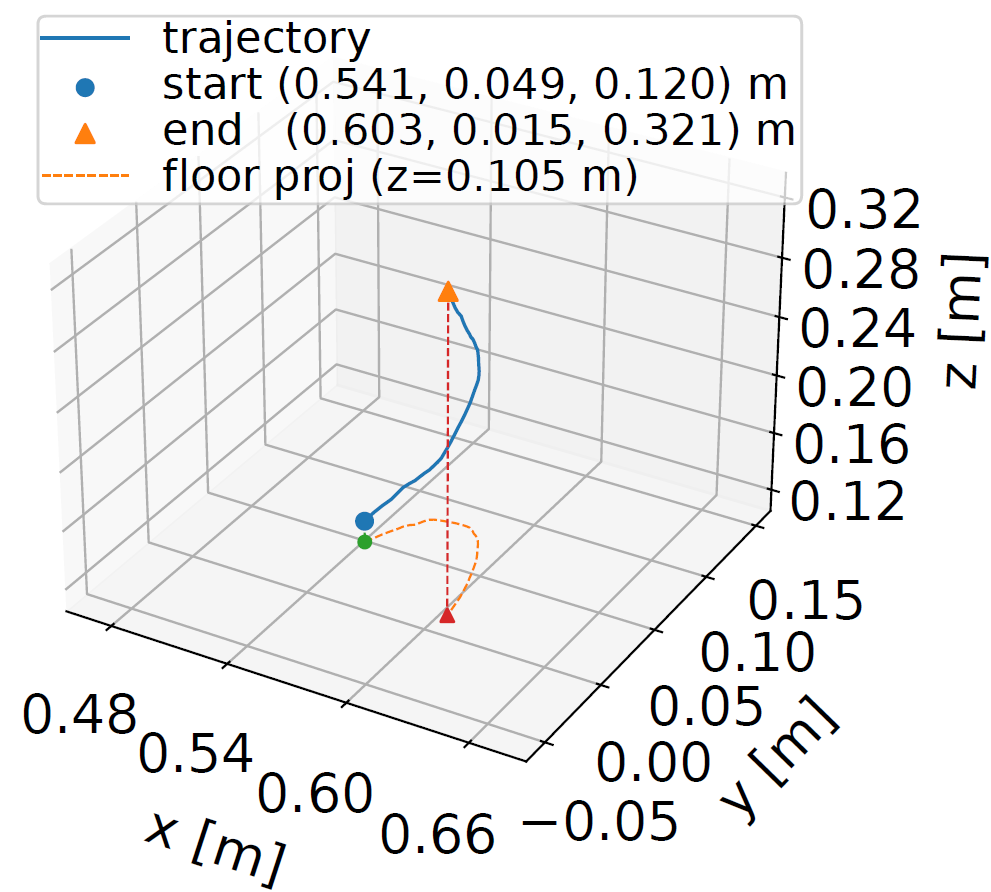 trajectory
start (0.541, 0.049, 0.120) m
end (0.603, 0.015, 0.321) m
floor proj (z=0.105 m)
0.32
0.28
0.24
0.20
0.16
0.12
z [m]
0.15
0.10
0.05
0.00
−0.05
y [m]
0.48
0.54
0.60
0.66
x [m]